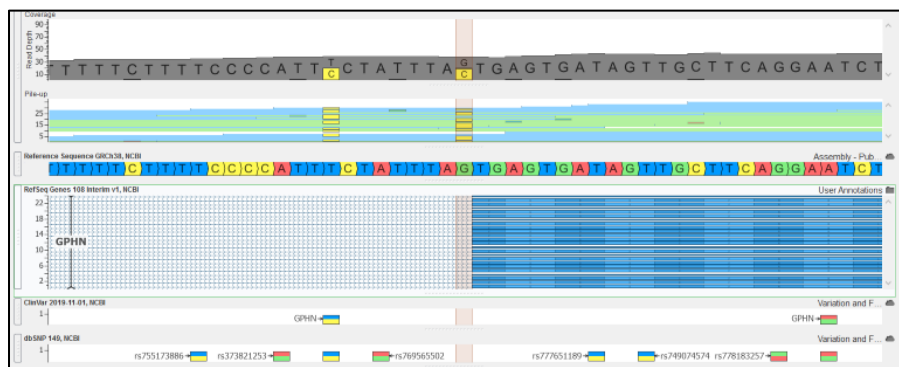 Coverage
Read Depth
90
70
50
30
10
T G
T T T T C T T T T C C C C A T T C C T A T T T A C T G A G T G A T A G T T G C T T C A G G A A T C T
Pile-up
25
15
5
Reference Sequence GRCh38, NCBI
Assembly - Pub...
T T T T C T T T T C C C C A T T T C T A T T T A G T G A G T G A T A G T T G C T T C A G G A A T C T
RefSeq Genes 108 Interim v1, NCBI
User Annotations
22
18
14
10
6
2
GPHN
ClinVar 2019-11-01, NCBI
Variation and F...
1
GPHN GPHN
dbSNP 149, NCBI
Variation and F...
1
rs755173886 rs373821253 rs769565502 rs777651189 rs749074574 rs778183257